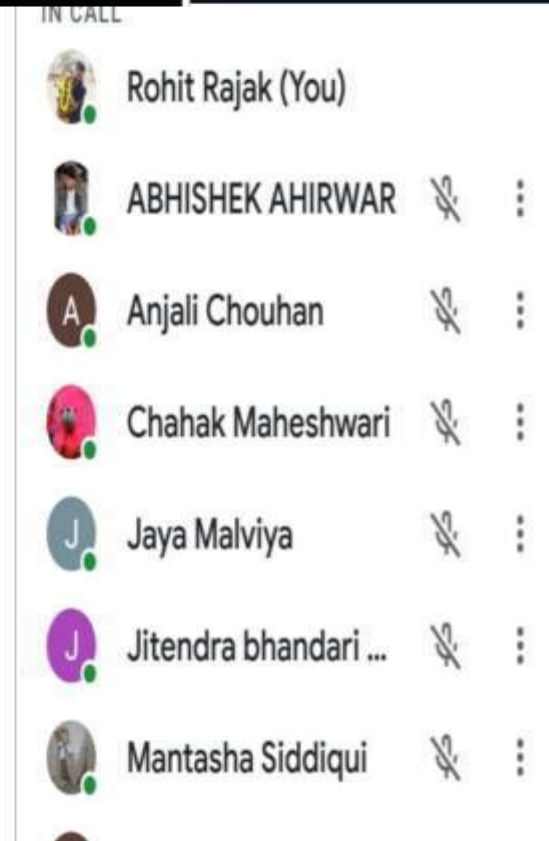 IN CALL
Rohit Rajak (You)
ABHISHEK AHIRWAR
A Anjali Chouhan
Chahak Maheshwari
J Jaya Malviya
J Jitendra bhandari ...
Mantasha Siddiqui